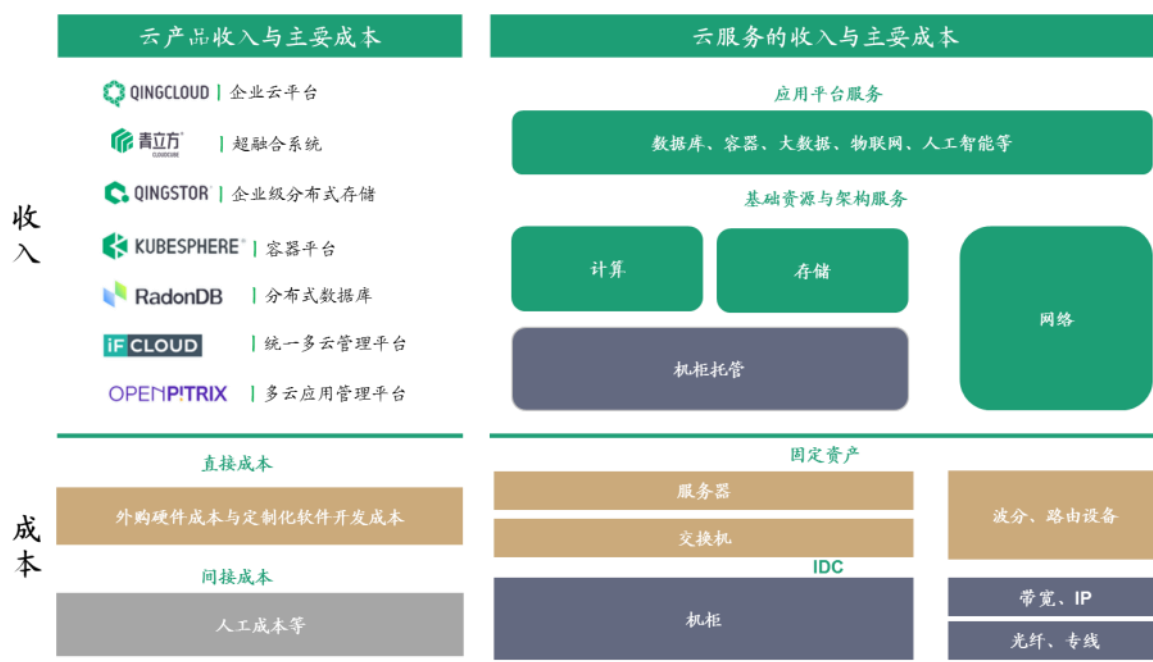 云产品收入与主要成本
云服务的收入与主要成本
收入
QINGCLOUD | 企业云平台
青立方® | 超融合系统
CLOUDCUBE
QINGSTOR® | 企业级分布式存储
KUBESPHERE® | 容器平台
RadonDB | 分布式数据库
iFCLOUD | 统一多云管理平台
OPENPITRIX | 多云应用管理平台
应用平台服务
数据库、容器、大数据、物联网、人工智能等
基础资源与架构服务
计算
存储
网络
机柜托管
成本
直接成本
外购硬件成本与定制化软件开发成本
间接成本
人工成本等
固定资产
服务器
交换机
波分、路由设备
IDC
机柜
带宽、IP
光纤、专线